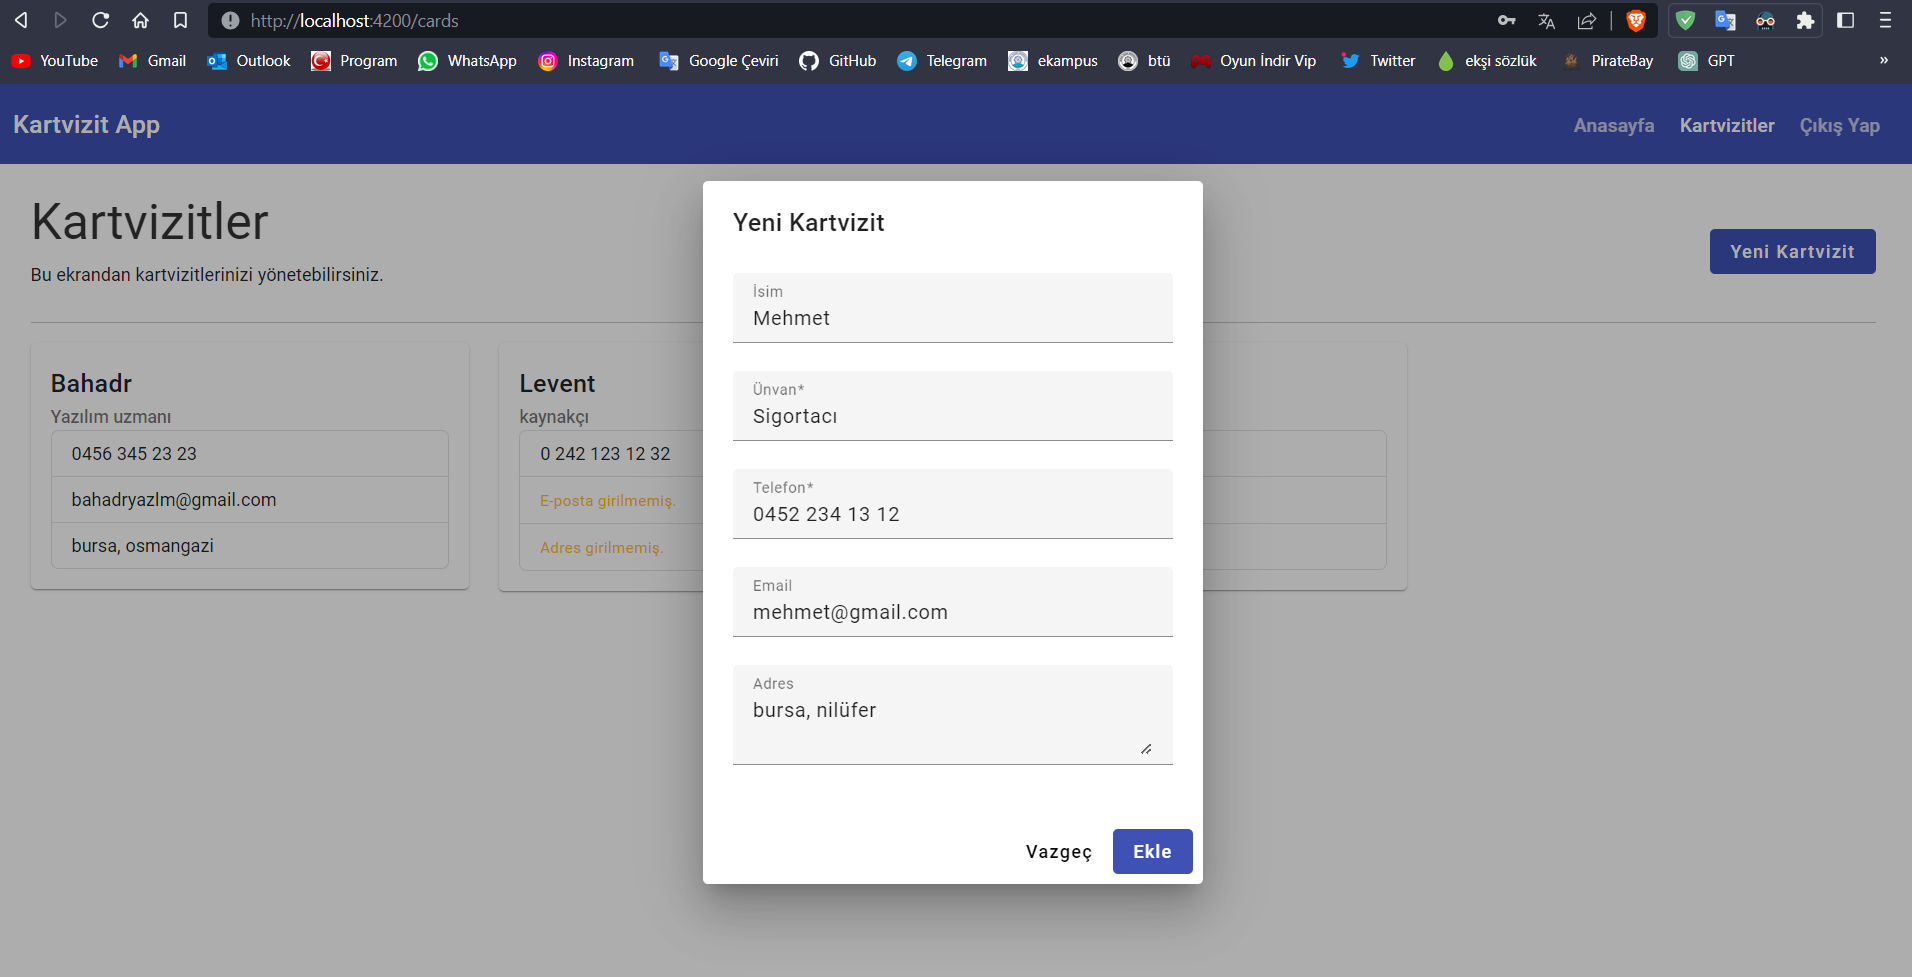 http://localhost:4200/cards
YouTube Gmail Outlook Program WhatsApp Instagram Google Çeviri GitHub Telegram ekampus btü Oyun İndir Vip Twitter ekşi sözlük PirateBay GPT »
Kartvizit App Anasayfa Kartvizitler Çıkış Yap
Kartvizitler
Bu ekrandan kartvizitlerinizi yönetebilirsiniz.
Yeni Kartvizit
Bahadr
Yazılım uzmanı
0456 345 23 23
bahadryazlm@gmail.com
bursa, osmangazi
Levent
kaynakçı
0 242 123 12 32
E-posta girilmemiş.
Adres girilmemiş.
Yeni Kartvizit
İsim
Mehmet
Ünvan*
Sigortacı
Telefon*
0452 234 13 12
Email
mehmet@gmail.com
Adres
bursa, nilüfer
Vazgeç Ekle